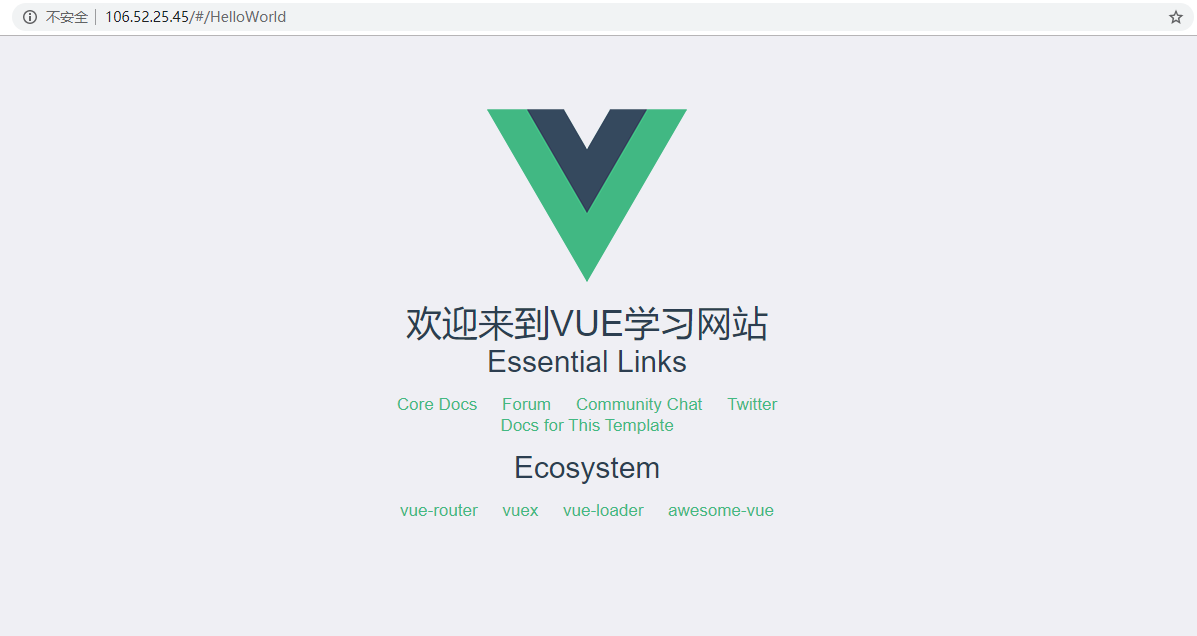 不安全 106.52.25.45/#/HelloWorld
欢迎来到VUE学习网站
Essential Links
Core Docs Forum Community Chat Twitter
Docs for This Template
Ecosystem
vue-router vuex vue-loader awesome-vue